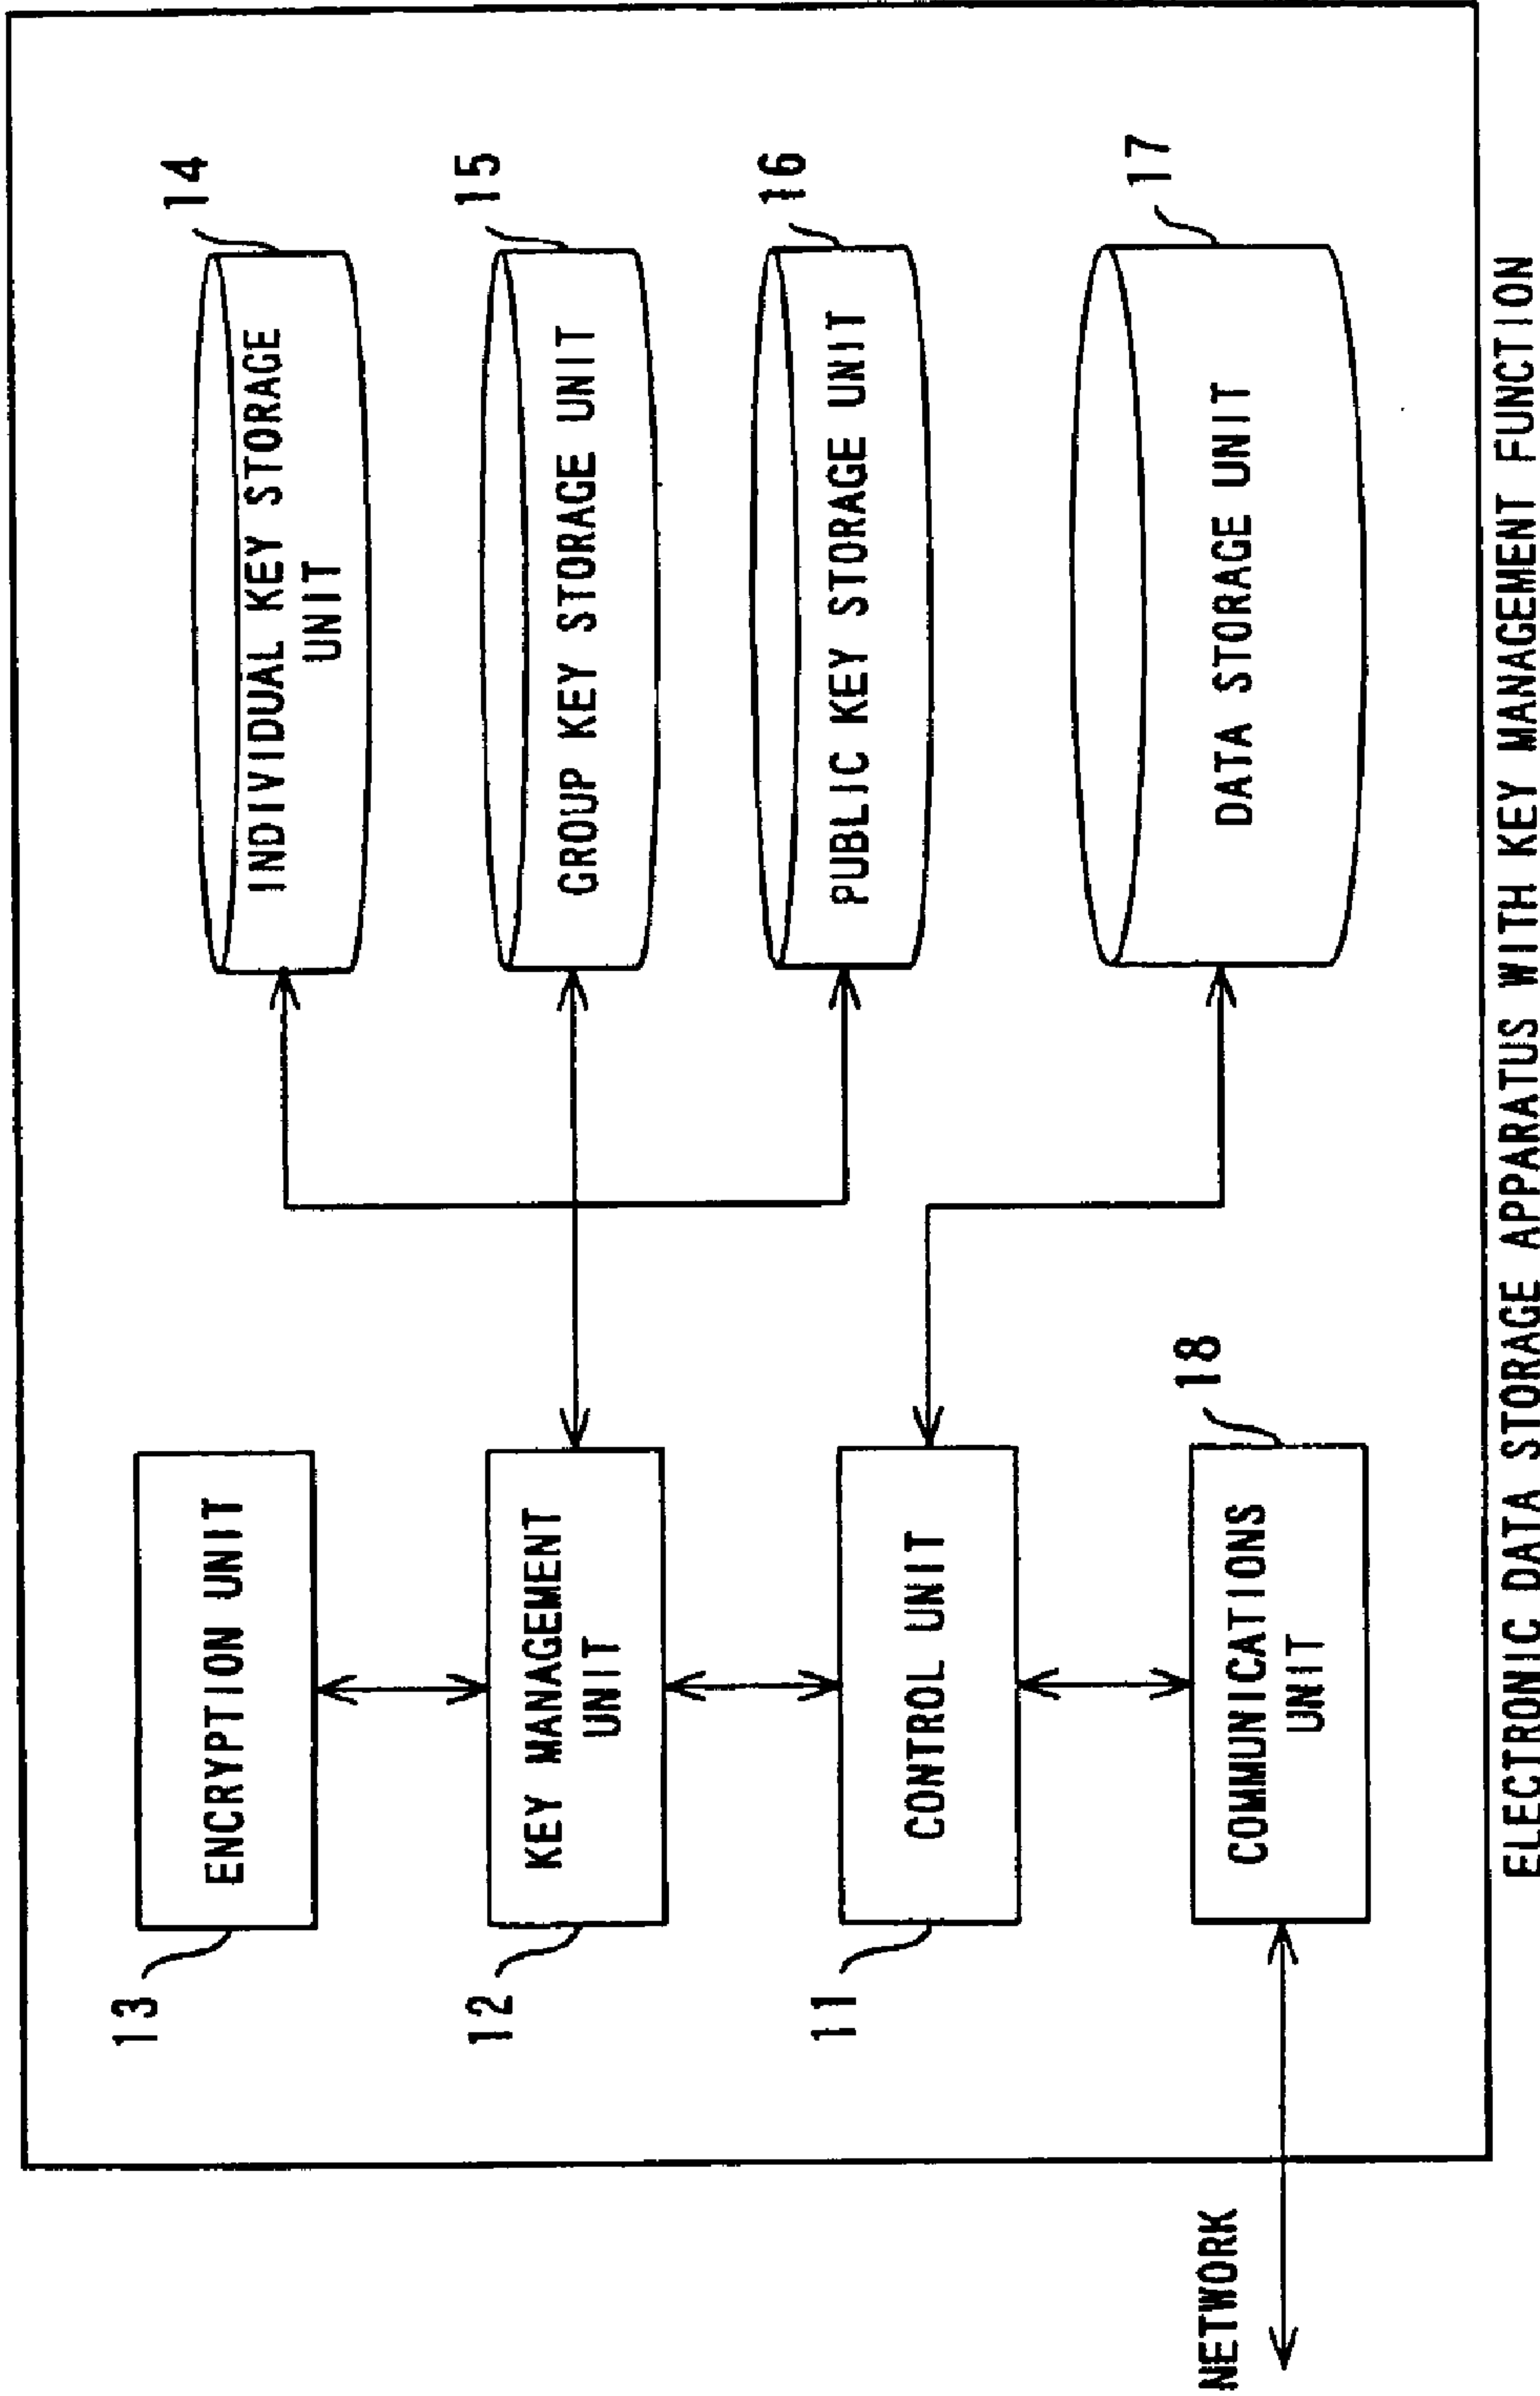 13
ENCRYPTION UNIT
14
INDIVIDUAL KEY STORAGE
UNIT
12
KEY MANAGEMENT
UNIT
15
GROUP KEY STORAGE UNIT
11
CONTROL UNIT
16
PUBLIC KEY STORAGE UNIT
NETWORK
18
COMMUNICATIONS
UNIT
17
DATA STORAGE UNIT
ELECTRONIC DATA STORAGE APPARATUS WITH KEY MANAGEMENT FUNCTION